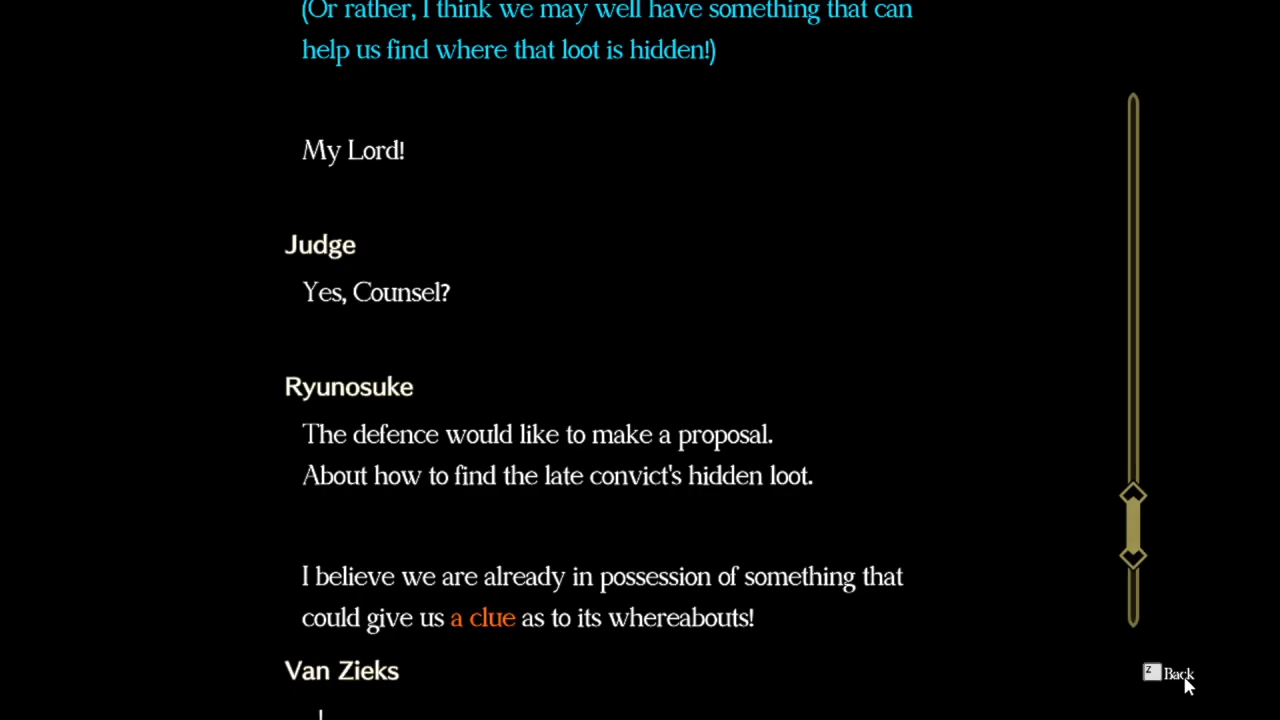 (Or rather, I think we may well have something that can
help us find where that loot is hidden!)
My Lord!
Judge
Yes, Counsel?
Ryunosuke
The defence would like to make a proposal.
About how to find the late convict's hidden loot.
I believe we are already in possession of something that
could give us a clue as to its whereabouts!
Van Zieks
Z Back